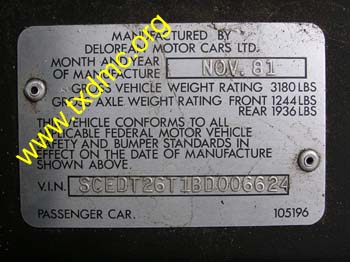 MANUFACTURED BY
DELOREAN MOTOR CARS LTD.
MONTH AND YEAR
OF MANUFACTURE NOV. 81
GROSS VEHICLE WEIGHT RATING 3180 LBS
GROSS AXLE WEIGHT RATING FRONT 1244 LBS
REAR 1936 LBS
THIS VEHICLE CONFORMS TO ALL
APPLICABLE FEDERAL MOTOR VEHICLE
SAFETY AND BUMPER STANDARDS IN
EFFECT ON THE DATE OF MANUFACTURE
SHOWN ABOVE.
V.I.N. SCEDT26T1BD006624
PASSENGER CAR. 105196
www.txdmc.org